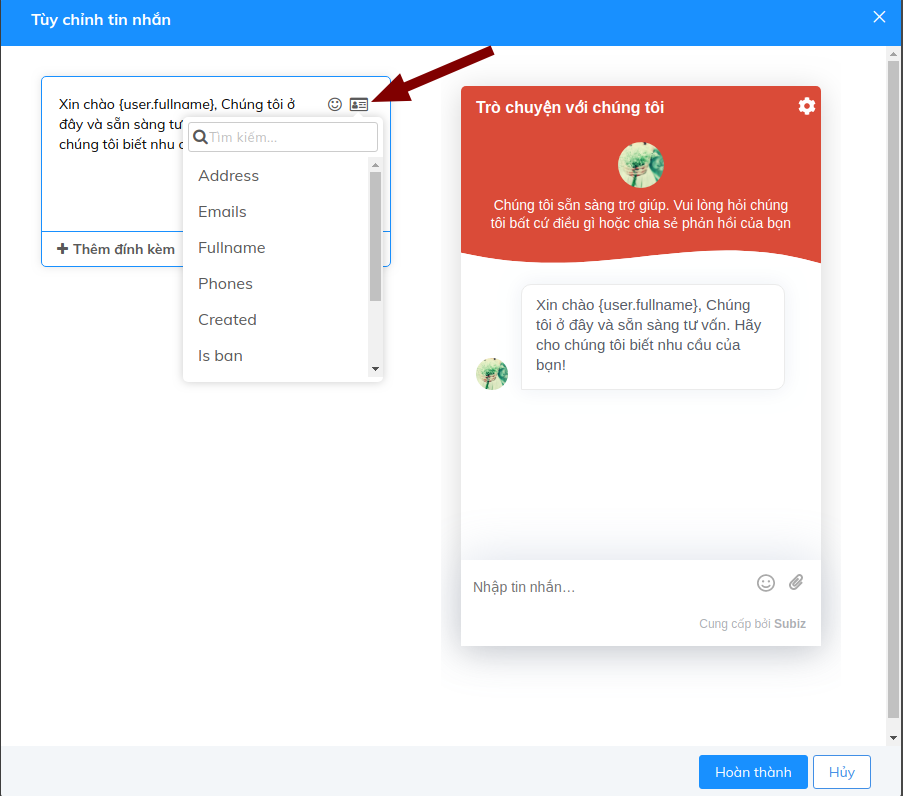 Tùy chỉnh tin nhắn
Xin chào {user.fullname}, Chúng tôi ở
đây và sẵn sàng tư
chúng tôi biết nhu c
Tìm kiếm...
Address
Emails
Fullname
Phones
Created
Is ban
Thêm đính kèm
Trò chuyện với chúng tôi
Chúng tôi sẵn sàng trợ giúp. Vui lòng hỏi chúng
tôi bất cứ điều gì hoặc chia sẻ phản hồi của bạn
Xin chào {user.fullname}, Chúng
tôi ở đây và sẵn sàng tư vấn. Hãy
cho chúng tôi biết nhu cầu của
bạn!
Nhập tin nhắn...
Cung cấp bởi Subiz
Hoàn thành
Hủy